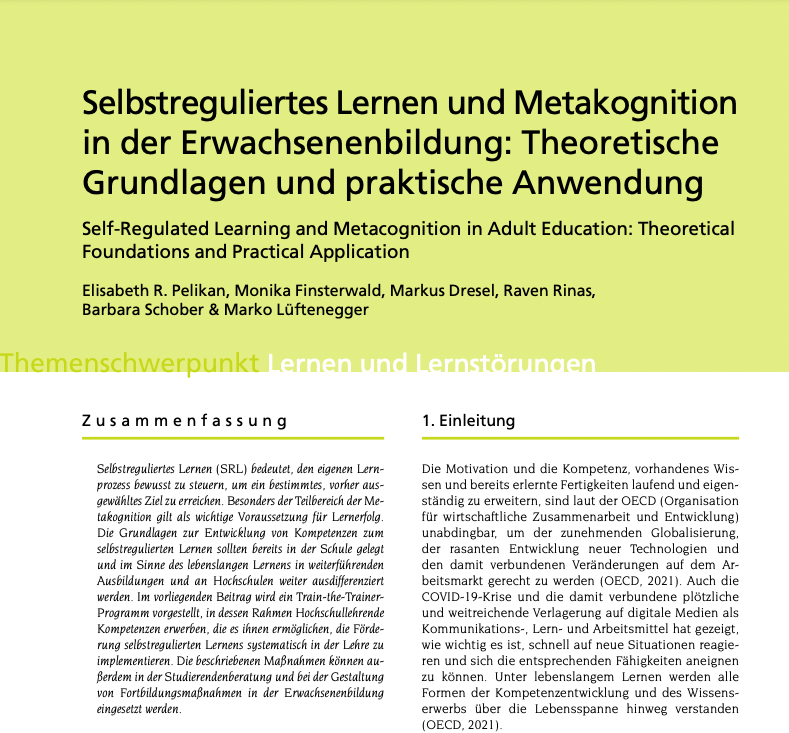 Selbstreguliertes Lernen und Metakognition
in der Erwachsenenbildung: Theoretische
Grundlagen und praktische Anwendung
Self-Regulated Learning and Metacognition in Adult Education: Theoretical
Foundations and Practical Application
Elisabeth R. Pelikan, Monika Finsterwald, Markus Dresel, Raven Rinas,
Barbara Schober & Marko Lüftenegger
Themenschwerpunkt Lernen und Lernstörungen
Zusammenfassung
Selbstreguliertes Lernen (SRL) bedeutet, den eigenen Lern-
prozess bewusst zu steuern, um ein bestimmtes, vorher aus-
gewähltes Ziel zu erreichen. Besonders der Teilbereich der Me-
takognition gilt als wichtige Voraussetzung für Lernerfolg.
Die Grundlagen zur Entwicklung von Kompetenzen zum
selbstregulierten Lernen sollten bereits in der Schule gelegt
und im Sinne des lebenslangen Lernens in weiterführenden
Ausbildungen und an Hochschulen weiter ausdifferenziert
werden. Im vorliegenden Beitrag wird ein Train-the-Trainer-
Programm vorgestellt, in dessen Rahmen Hochschullehrende
Kompetenzen erwerben, die es ihnen ermöglichen, die Förde-
rung selbstregulierten Lernens systematisch in der Lehre zu
implementieren. Die beschriebenen Maßnahmen können au-
ßerdem in der Studierendenberatung und bei der Gestaltung
von Fortbildungsmaßnahmen in der Erwachsenenbildung
eingesetzt werden.
1. Einleitung
Die Motivation und die Kompetenz, vorhandenes Wis-
sen und bereits erlernte Fertigkeiten laufend und eigen-
ständig zu erweitern, sind laut der OECD (Organisation
für wirtschaftliche Zusammenarbeit und Entwicklung)
unabdingbar, um der zunehmenden Globalisierung,
der rasanten Entwicklung neuer Technologien und
den damit verbundenen Veränderungen auf dem Ar-
beitsmarkt gerecht zu werden (OECD, 2021). Auch die
COVID-19-Krise und die damit verbundene plötzliche
und weitreichende Verlagerung auf digitale Medien als
Kommunikations-, Lern- und Arbeitsmittel hat gezeigt,
wie wichtig es ist, schnell auf neue Situationen reagie-
ren und sich die entsprechenden Fähigkeiten aneignen
zu können. Unter lebenslangem Lernen werden alle
Formen der Kompetenzentwicklung und des Wissens-
erwerbs über die Lebensspanne hinweg verstanden
(OECD, 2021).